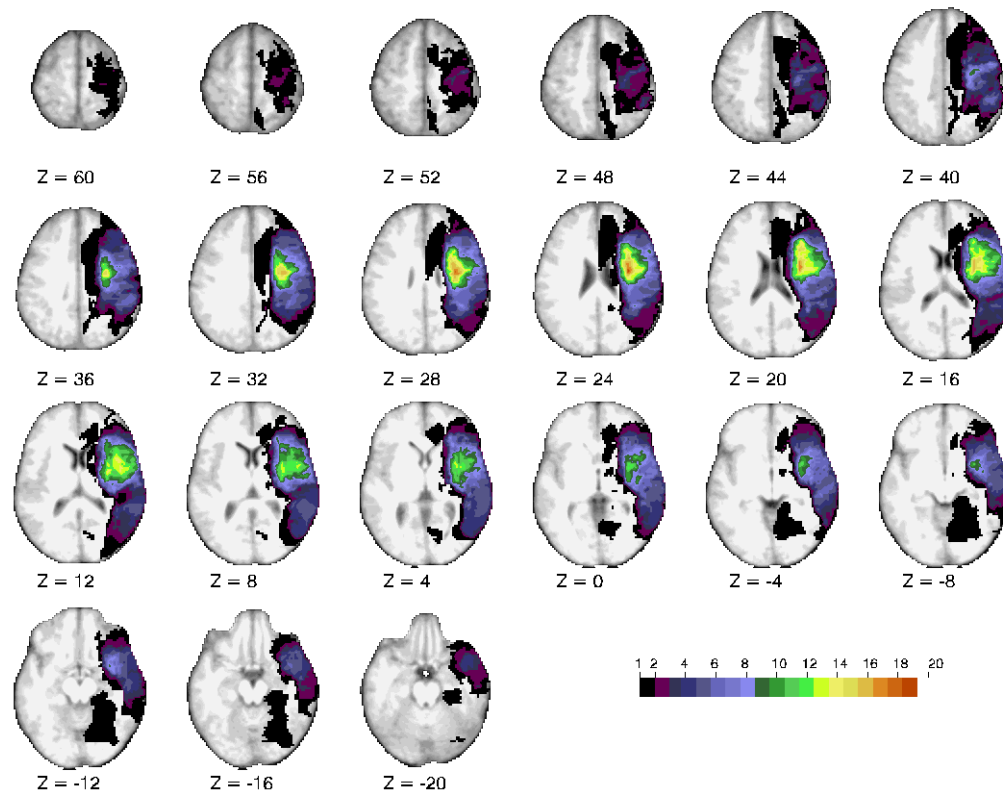 Z = 60 Z = 56 Z = 52 Z = 48 Z = 44 Z = 40
Z = 36 Z = 32 Z = 28 Z = 24 Z = 20 Z = 16
Z = 12 Z = 8 Z = 4 Z = 0 Z = -4 Z = -8
1 2 4 6 8 10 12 14 16 18 20
Z = -12 Z = -16 Z = -20